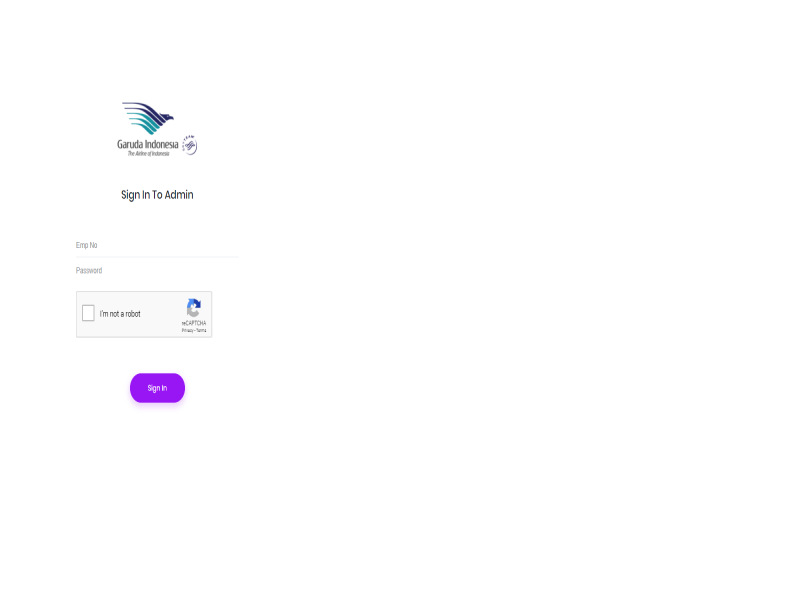 Garuda Indonesia
The Airline of Indonesia
Sign In To Admin
Emp No
Password
I'm not a robot
reCAPTCHA
Privacy - Terms
Sign In